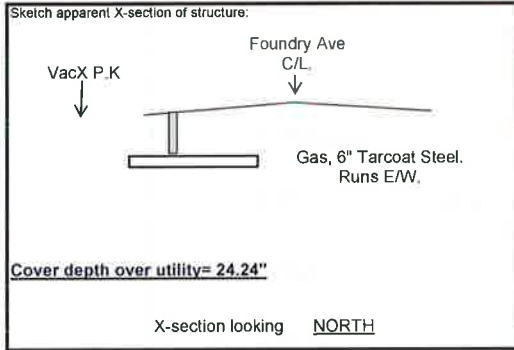 Sketch apparent X-section of structure:
Foundry Ave
C/L.
VacX P.K
Gas, 6" Tarcoat Steel.
Runs E/W.
Cover depth over utility= 24.24"
X-section looking NORTH